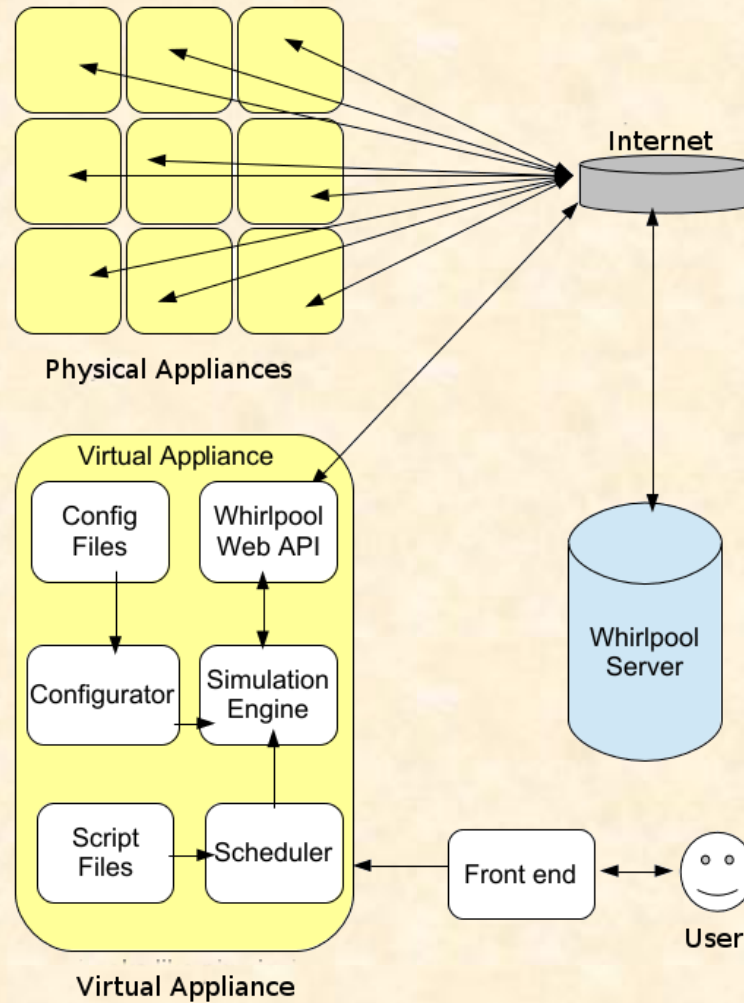 Internet
Physical Appliances
Virtual Appliance
Config
Files
Whirlpool
Web API
Configurator
Simulation
Engine
Script
Files
Scheduler
Whirlpool
Server
Front end
User
Virtual Appliance